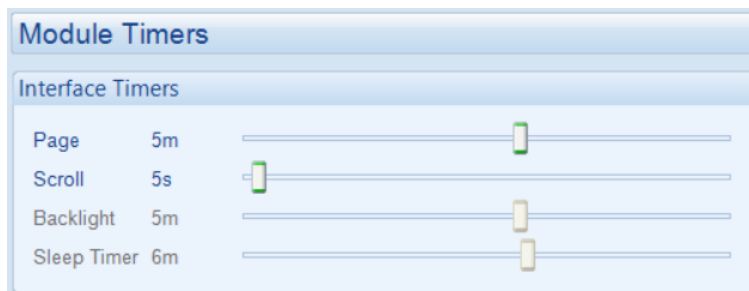 Module Timers
Interface Timers
Page 5m
Scroll 5s
Backlight 5m
Sleep Timer 6m